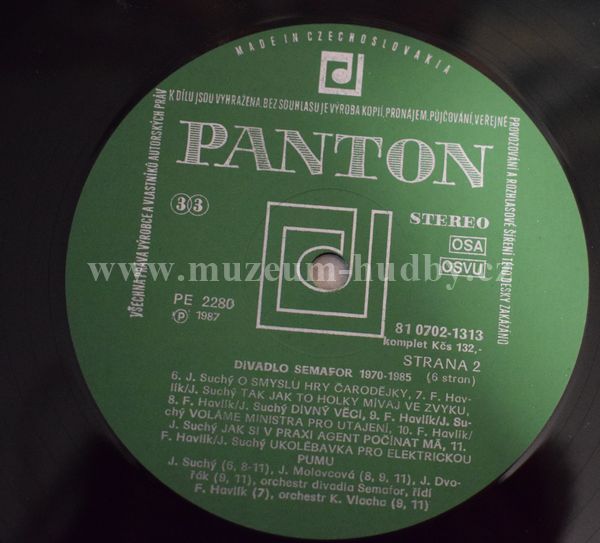 MADE IN CZECHOSLOVAKIA
VŠECHNA PRÁVA VÝROBCE A VLASTNÍKŮ AUTORSKÝCH PRÁV
K DÍLU JSOU VYHRAZENA. BEZ SOUHLASU JE VÝROBA KOPIÍ, PRONÁJEM, PŮJČOVÁNÍ, VEŘEJNÉ
PROVOZOVÁNÍ A ROZHLASOVÉ ŠÍŘENÍ TÉTO DESKY ZAKÁZÁNO
PANTON
33
STEREO
OSA
OSVU
www.muzeum-hudby.cz
PE 2280
Ⓟ 1987
81 0702-1313
komplet Kčs 132,-
STRANA 2
DIVADLO SEMAFOR 1970-1985 (6 stran)
6. J. Suchý O SMYSLU HRY ČARODĚJKY, 7. F. Hav-
lík/J. Suchý TAK JAK TO HOLKY MÍVAJ VE ZVYKU,
8. F. Havlík/J. Suchý DIVNÝ VĚCI, 9. F. Havlík/J. Su-
chý VOLÁME MINISTRA PRO UTAJENÍ, 10. F. Havlík/
J. Suchý JAK SI V PRAXI AGENT POČÍNAT MÁ, 11.
F. Havlík/J. Suchý UKOLÉBAVKA PRO ELEKTRICKOU
PUMU
J. Suchý (6, 8-11), J. Molavcová (8, 9, 11), J. Dvo-
řák (9, 11), orchestr divadla Semafor, řídí
F. Havlík (7), orchestr K. Vlacha (9, 11)